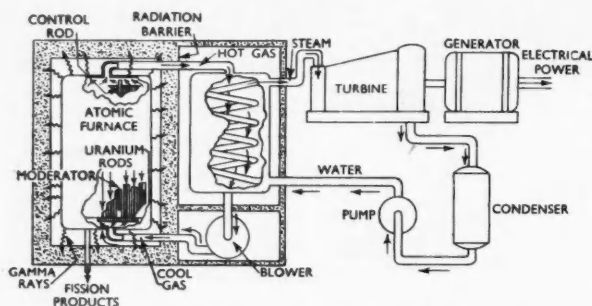 CONTROL
ROD
RADIATION
BARRIER
HOT GAS
STEAM
GENERATOR
ELECTRICAL
POWER
TURBINE
ATOMIC
FURNACE
URANIUM
RODS
MODERATOR
WATER
PUMP
CONDENSER
BLOWER
GAMMA
RAYS
COOL
GAS
FISSION
PRODUCTS